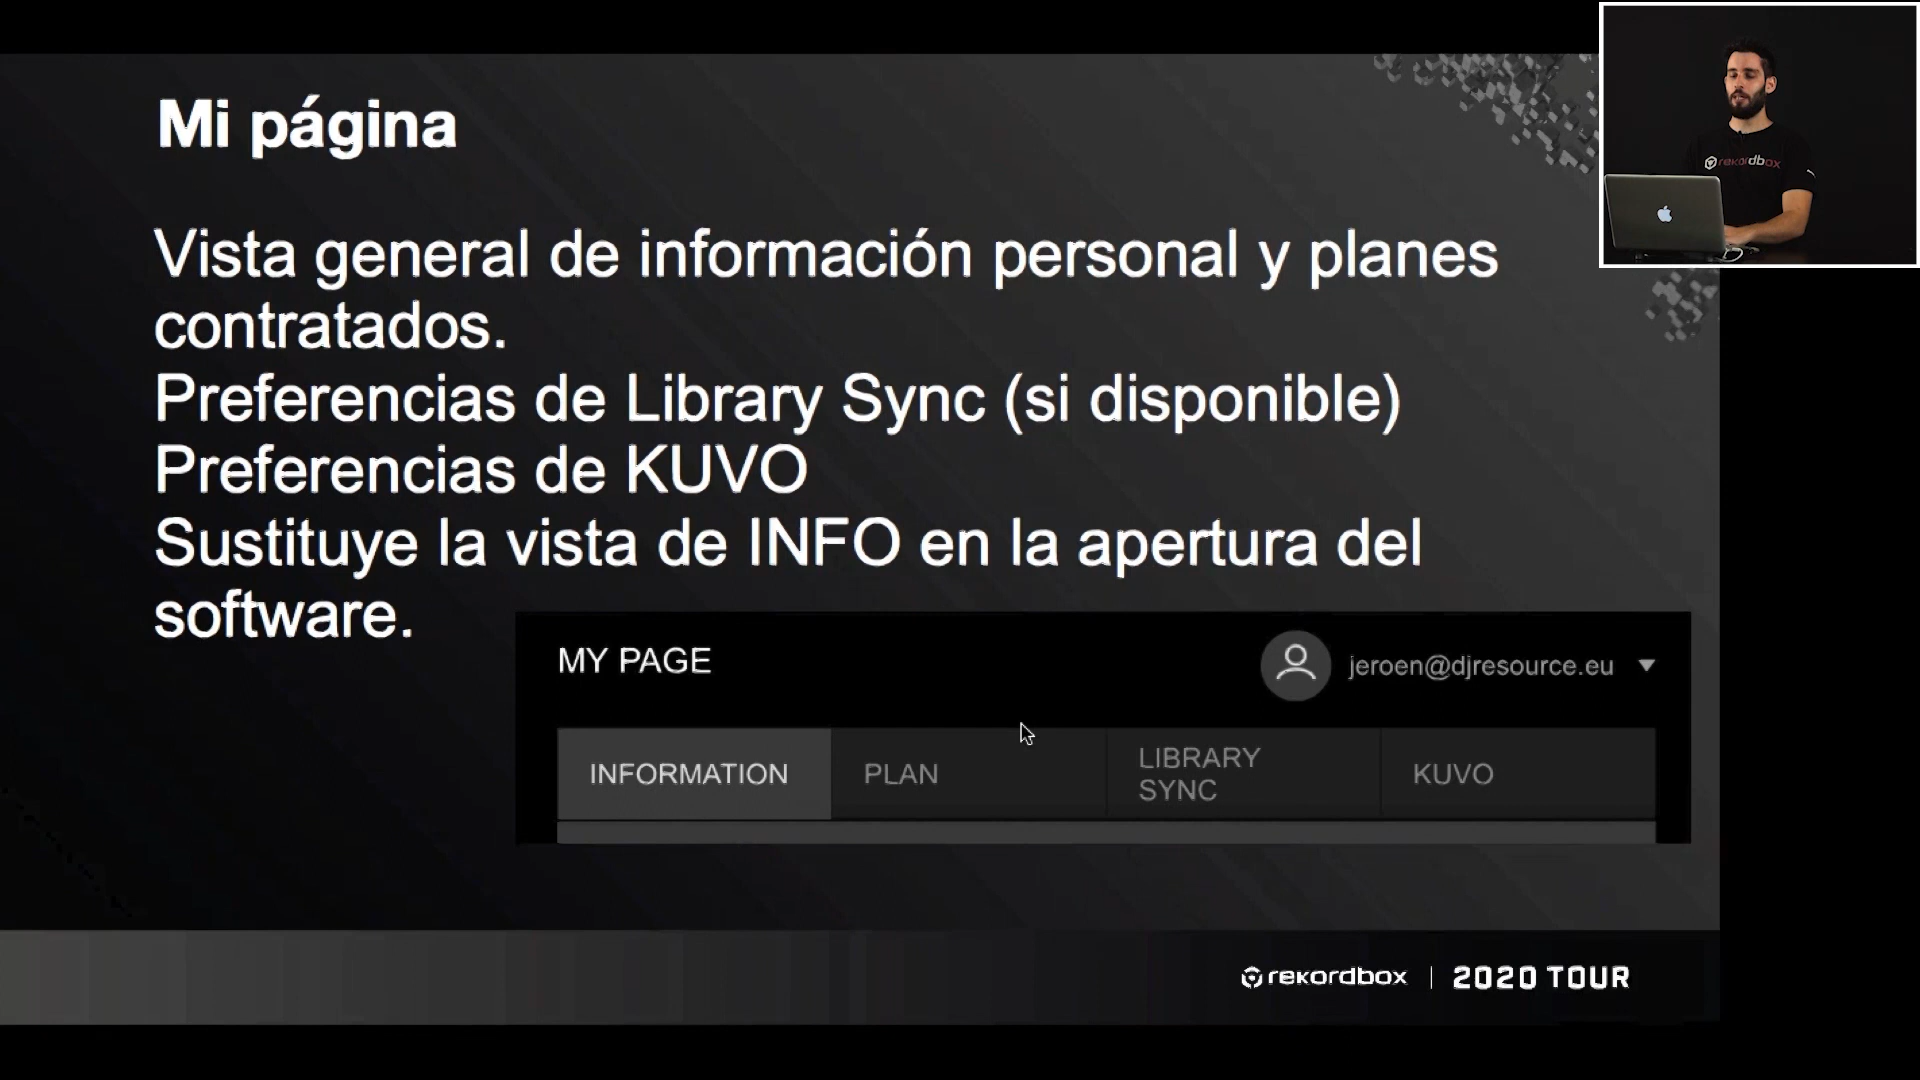 Mi página
rekordbox
Vista general de información personal y planes
contratados.
Preferencias de Library Sync (si disponible)
Preferencias de KUVO
Sustituye la vista de INFO en la apertura del
software.
MY PAGE
jeroen@djresource.eu
INFORMATION
PLAN
LIBRARY
SYNC
KUVO
rekordbox | 2020 TOUR